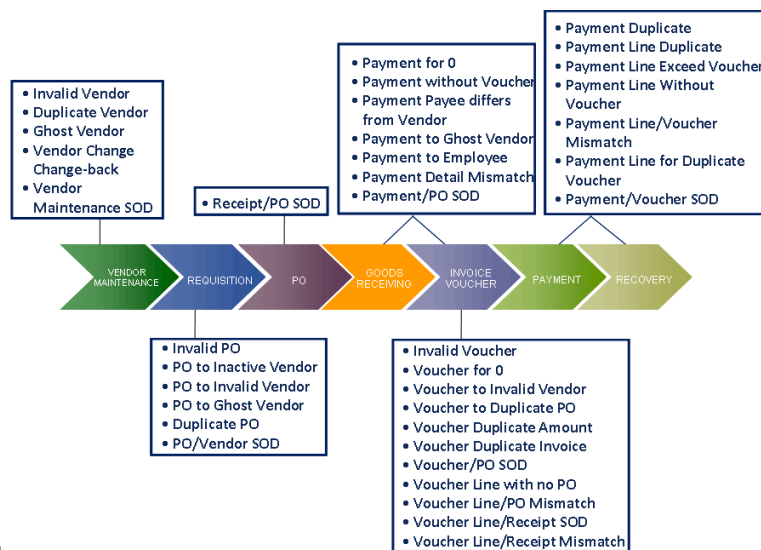 • Invalid Vendor
• Duplicate Vendor
• Ghost Vendor
• Vendor Change
Change-back
• Vendor
Maintenance SOD
• Receipt/PO SOD
• Payment for 0
• Payment without Voucher
• Payment Payee differs
from Vendor
• Payment to Ghost Vendor
• Payment to Employee
• Payment Detail Mismatch
• Payment/PO SOD
• Payment Duplicate
• Payment Line Duplicate
• Payment Line Exceed Voucher
• Payment Line Without
Voucher
• Payment Line/Voucher
Mismatch
• Payment Line for Duplicate
Voucher
• Payment/Voucher SOD
VENDOR
MAINTENANCE
REQUISITION
PO
GOODS
RECEIVING
INVOICE
VOUCHER
PAYMENT
RECOVERY
• Invalid PO
• PO to Inactive Vendor
• PO to Invalid Vendor
• PO to Ghost Vendor
• Duplicate PO
• PO/Vendor SOD
• Invalid Voucher
• Voucher for 0
• Voucher to Invalid Vendor
• Voucher to Duplicate PO
• Voucher Duplicate Amount
• Voucher Duplicate Invoice
• Voucher/PO SOD
• Voucher Line with no PO
• Voucher Line/PO Mismatch
• Voucher Line/Receipt SOD
• Voucher Line/Receipt Mismatch